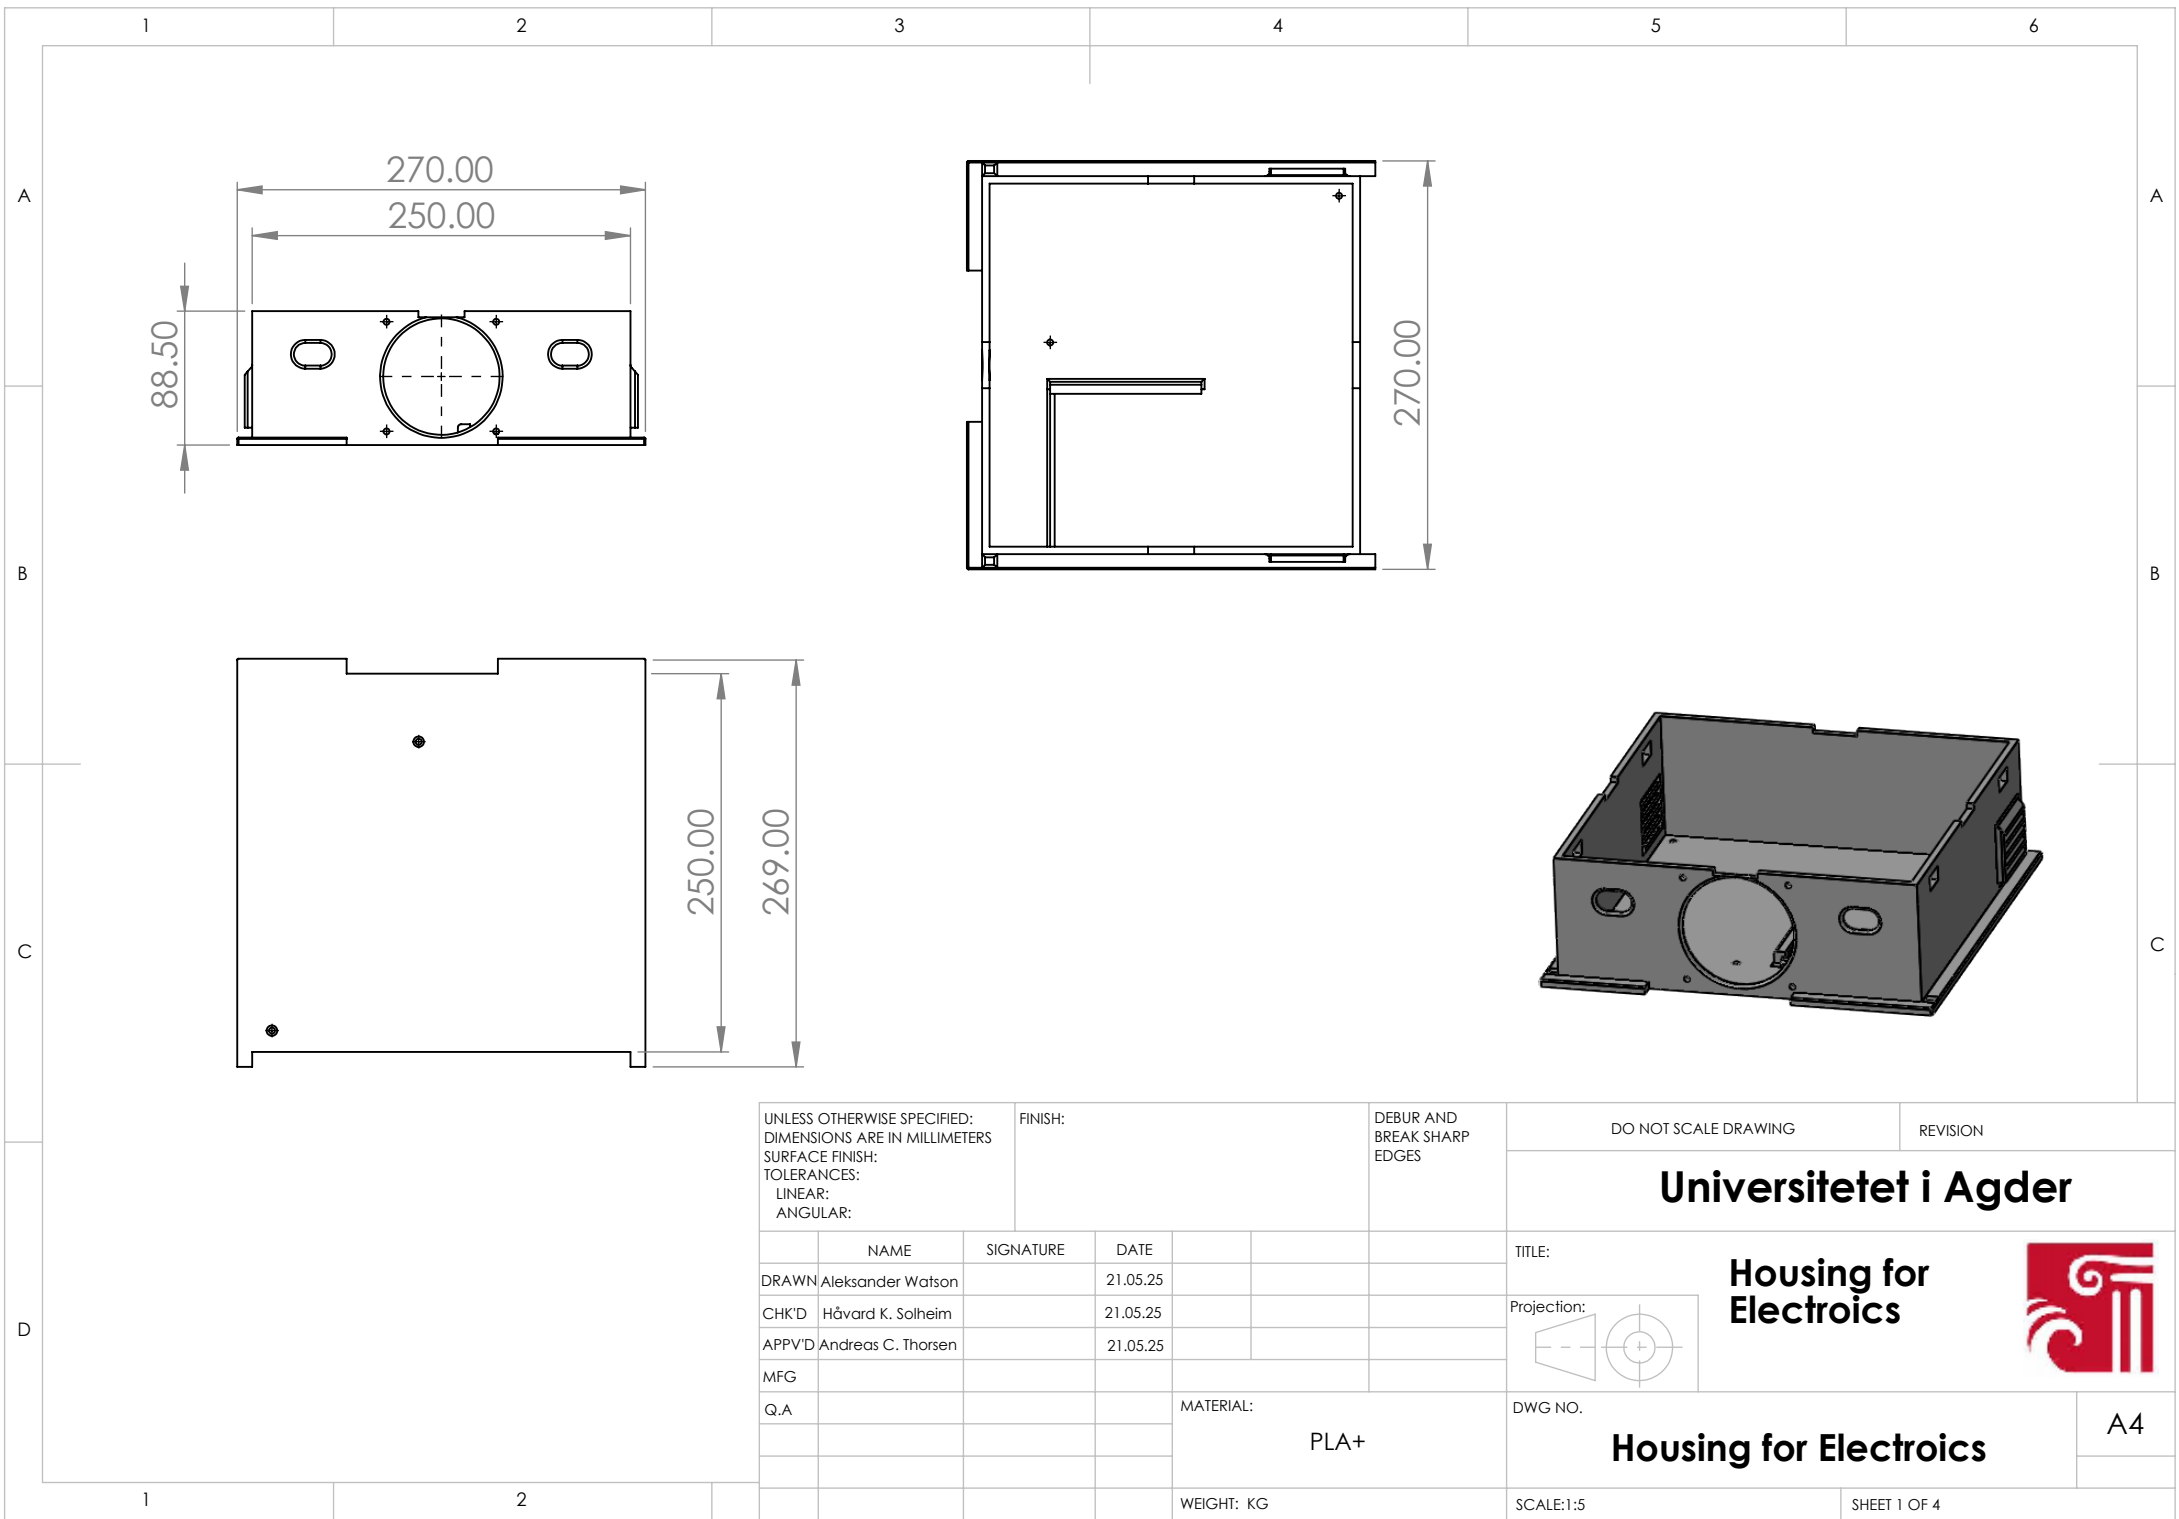 1 2 3 4 5 6
A A
270.00
250.00
88.50
270.00
B B
250.00
269.00
C C
UNLESS OTHERWISE SPECIFIED:
DIMENSIONS ARE IN MILLIMETERS
SURFACE FINISH:
TOLERANCES:
LINEAR:
ANGULAR:
FINISH:
DEBUR AND
BREAK SHARP
EDGES
DO NOT SCALE DRAWING
REVISION
Universitetet i Agder
NAME SIGNATURE DATE
DRAWN Aleksander Watson 21.05.25
CHK'D Håvard K. Solheim 21.05.25
APPV'D Andreas C. Thorsen 21.05.25
MFG
Q.A
TITLE:
Housing for
Electroics
Projection:
D
MATERIAL:
PLA+
DWG NO.
Housing for Electroics
A4
WEIGHT: KG
SCALE:1:5
SHEET 1 OF 4
1 2